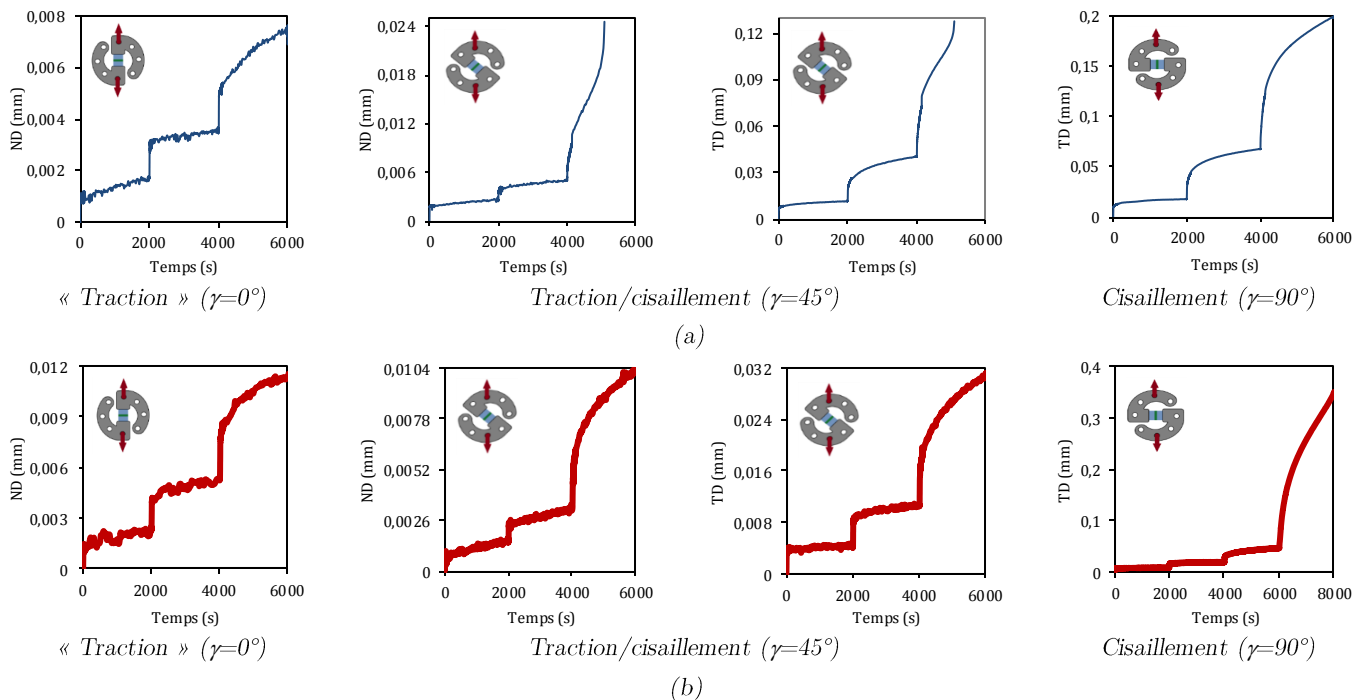 0,008
0,006
0,004
0,002
0
ND (mm)
0 2000 4000 6000
Temps (s)
0,024
0,018
0,012
0,006
0
ND (mm)
0 2000 4000 6000
Temps (s)
0,12
0,09
0,06
0,03
0
TD (mm)
0 2000 4000 6000
Temps (s)
0,2
0,15
0,1
0,05
0
TD (mm)
0 2000 4000 6000
Temps (s)
« Traction » (γ=0°)
Traction/cisaillement (γ=45°)
Cisaillement (γ=90°)
(a)
0,012
0,009
0,006
0,003
0
ND (mm)
0 2000 4000 6000
Temps (s)
0,0104
0,0078
0,0052
0,0026
0
ND (mm)
0 2000 4000 6000
Temps (s)
0,032
0,024
0,016
0,008
0
TD (mm)
0 2000 4000 6000
Temps (s)
0,4
0,3
0,2
0,1
0
TD (mm)
0 2000 4000 6000 8000
Temps (s)
« Traction » (γ=0°)
Traction/cisaillement (γ=45°)
Cisaillement (γ=90°)
(b)